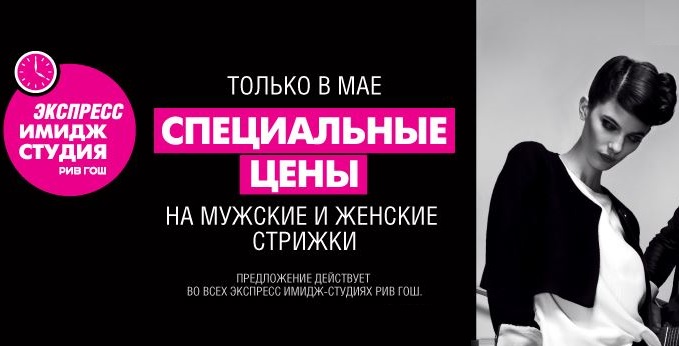 ЭКСПРЕСС
ИМИДЖ
СТУДИЯ
РИВ ГОШ
ТОЛЬКО В МАЕ
СПЕЦИАЛЬНЫЕ
ЦЕНЫ
НА МУЖСКИЕ И ЖЕНСКИЕ
СТРИЖКИ
ПРЕДЛОЖЕНИЕ ДЕЙСТВУЕТ
ВО ВСЕХ ЭКСПРЕСС ИМИДЖ-СТУДИЯХ РИВ ГОШ.